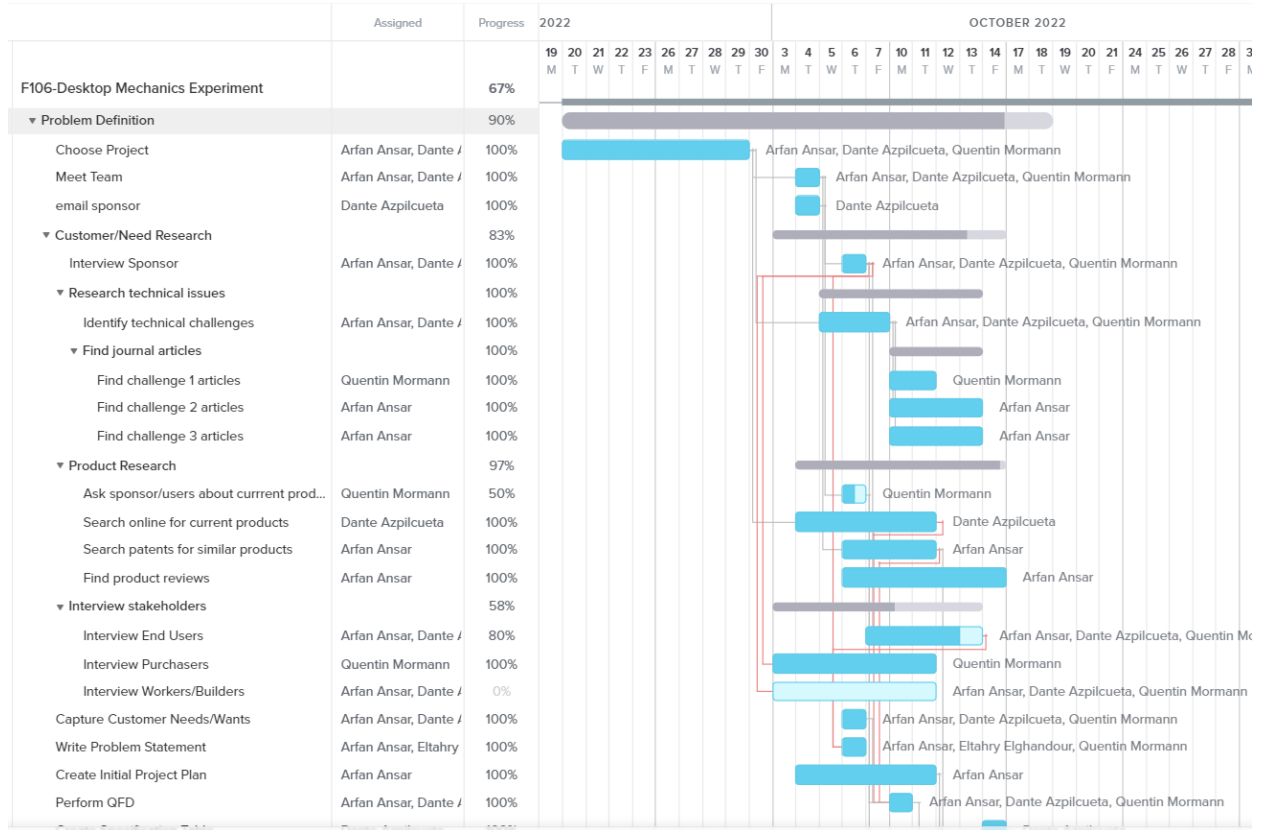 Assigned Progress 2022 OCTOBER 2022
19 20 21 22 23 26 27 28 29 30 3 4 5 6 7 10 11 12 13 14 17 18 19 20 21 24 25 26 27 28 3
M T W T F M T W T F M T W T F M T W T F M T W T F M T W T F M
F106-Desktop Mechanics Experiment 67%
Problem Definition 90%
Choose Project Arfan Ansar, Dante A 100% Arfan Ansar, Dante Azpilcueta, Quentin Mormann
Meet Team Arfan Ansar, Dante A 100% Arfan Ansar, Dante Azpilcueta, Quentin Mormann
email sponsor Dante Azpilcueta 100% Dante Azpilcueta
Customer/Need Research 83%
Interview Sponsor Arfan Ansar, Dante A 100% Arfan Ansar, Dante Azpilcueta, Quentin Mormann
Research technical issues 100%
Identify technical challenges Arfan Ansar, Dante A 100% Arfan Ansar, Dante Azpilcueta, Quentin Mormann
Find journal articles 100%
Find challenge 1 articles Quentin Mormann 100% Quentin Mormann
Find challenge 2 articles Arfan Ansar 100% Arfan Ansar
Find challenge 3 articles Arfan Ansar 100% Arfan Ansar
Product Research 97%
Ask sponsor/users about currrent prod... Quentin Mormann 50% Quentin Mormann
Search online for current products Dante Azpilcueta 100% Dante Azpilcueta
Search patents for similar products Arfan Ansar 100% Arfan Ansar
Find product reviews Arfan Ansar 100% Arfan Ansar
Interview stakeholders 58%
Interview End Users Arfan Ansar, Dante A 80% Arfan Ansar, Dante Azpilcueta, Quentin Mo
Interview Purchasers Quentin Mormann 100% Quentin Mormann
Interview Workers/Builders Arfan Ansar, Dante A 0% Arfan Ansar, Dante Azpilcueta, Quentin Mormann
Capture Customer Needs/Wants Arfan Ansar, Dante A 100% Arfan Ansar, Dante Azpilcueta, Quentin Mormann
Write Problem Statement Arfan Ansar, Eltahry 100% Arfan Ansar, Eltahry Elghandour, Quentin Mormann
Create Initial Project Plan Arfan Ansar 100% Arfan Ansar
Perform QFD Arfan Ansar, Dante A 100% Arfan Ansar, Dante Azpilcueta, Quentin Mormann